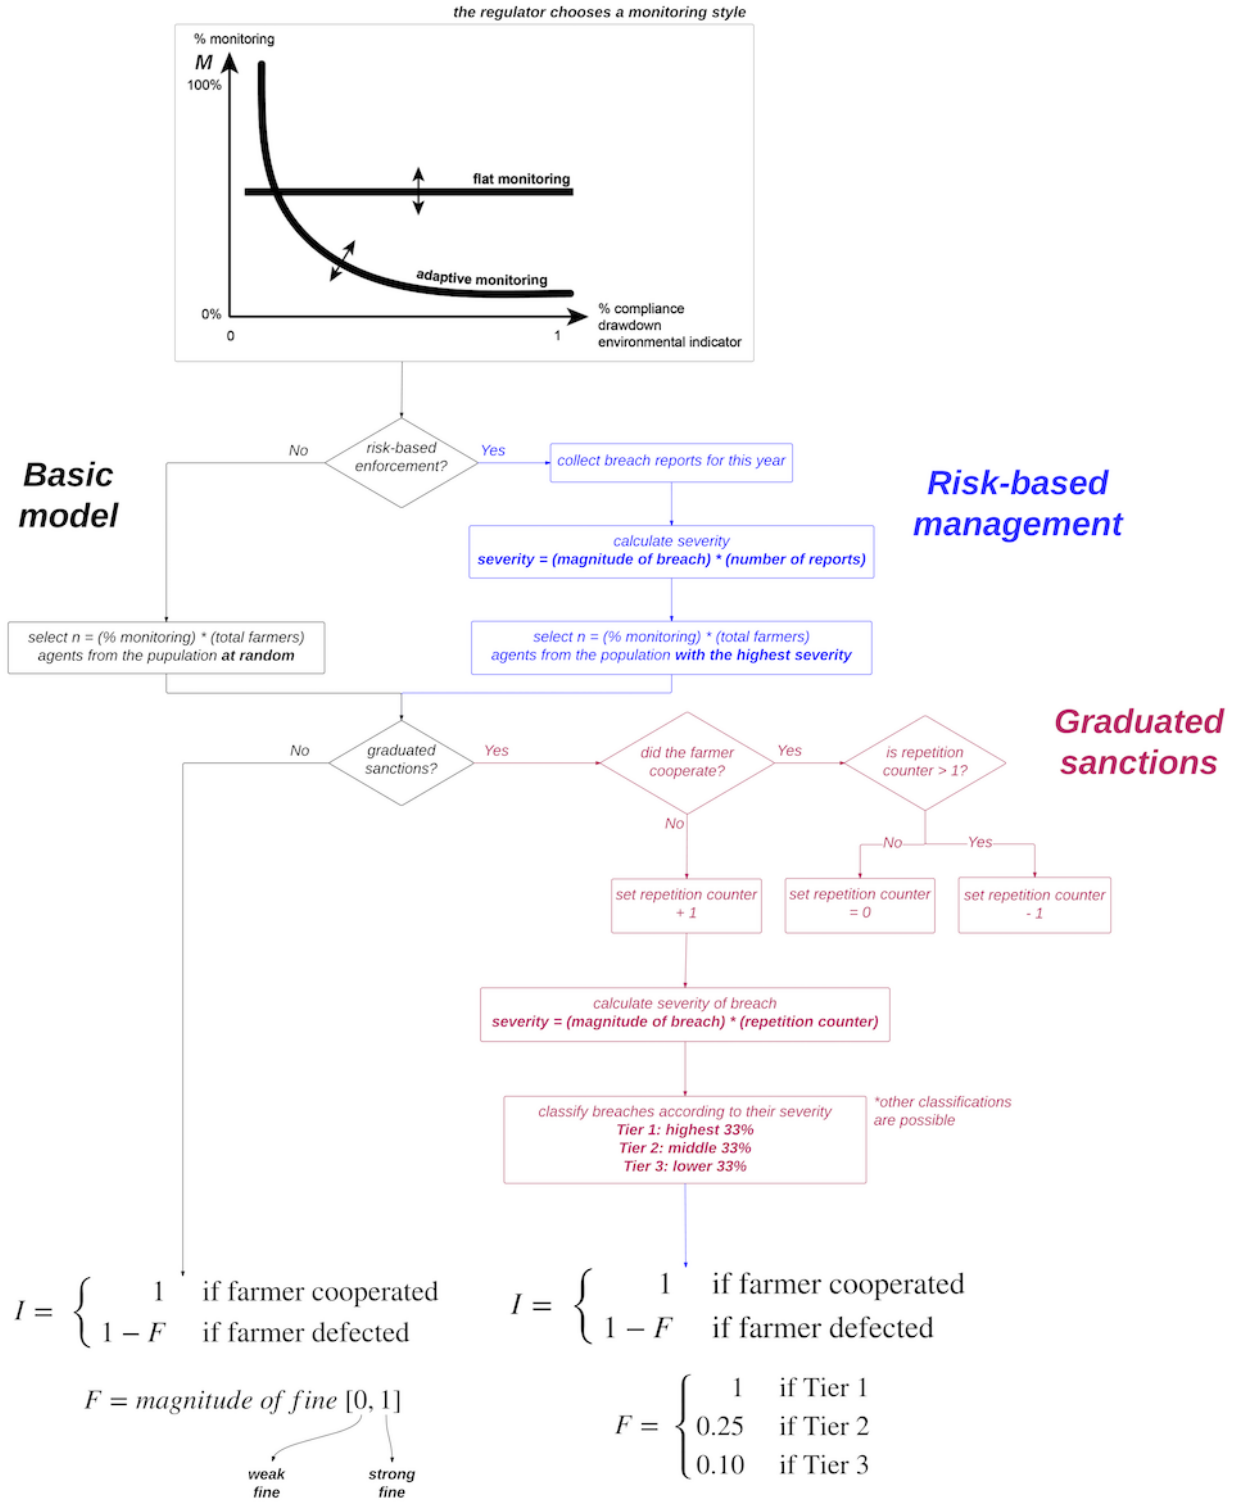 the regulator chooses a monitoring style
% monitoring
M
100%
flat monitoring
adaptive monitoring
0%
0
1
% compliance
drawdown
environmental indicator
No
risk-based
enforcement?
Yes
collect breach reports for this year
Basic
model
Risk-based
management
calculate severity
severity = (magnitude of breach) * (number of reports)
select n = (% monitoring) * (total farmers)
agents from the pupulation at random
select n = (% monitoring) * (total farmers)
agents from the population with the highest severity
Graduated
sanctions
No
graduated
sanctions?
Yes
did the farmer
cooperate?
Yes
is repetition
counter > 1?
No
No
Yes
set repetition counter
+ 1
set repetition counter
= 0
set repetition counter
- 1
calculate severity of breach
severity = (magnitude of breach) * (repetition counter)
classify breaches according to their severity
Tier 1: highest 33%
Tier 2: middle 33%
Tier 3: lower 33%
*other classifications
are possible
I = { 1 if farmer cooperated
1 − F if farmer defected
F = magnitude of fine [0, 1]
weak
fine
strong
fine
I = { 1 if farmer cooperated
1 − F if farmer defected
F = { 1 if Tier 1
0.25 if Tier 2
0.10 if Tier 3